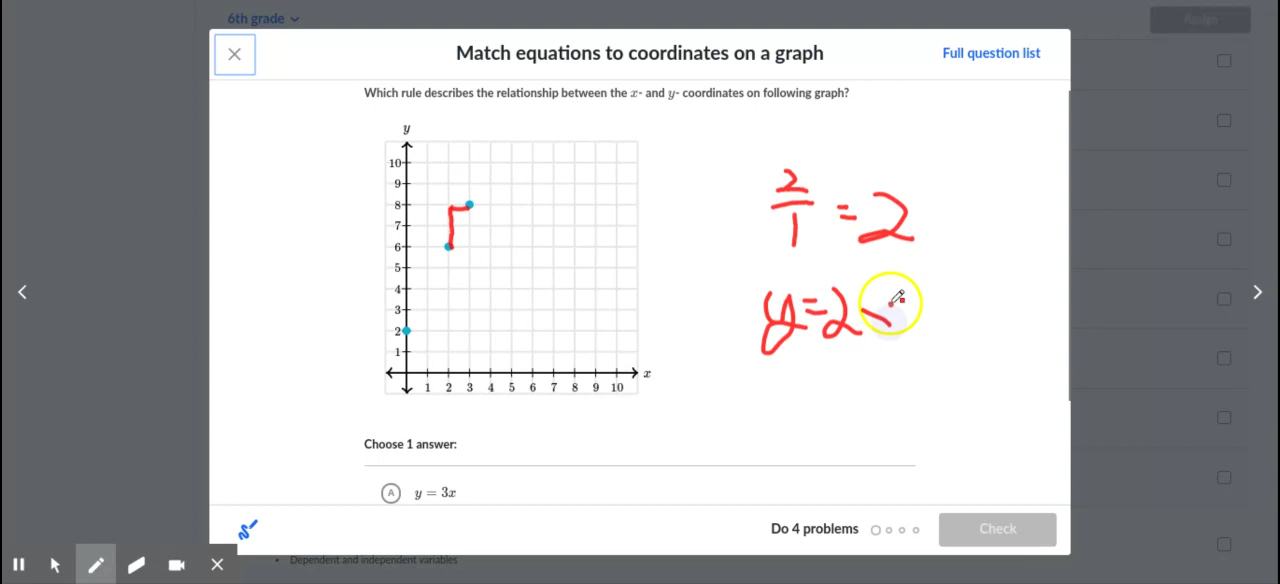 6th grade
Assign
Match equations to coordinates on a graph
Full question list
Which rule describes the relationship between the x- and y- coordinates on following graph?
y
10
9
8
7
6
5
4
3
2
1
1 2 3 4 5 6 7 8 9 10
x
2
1
= 2
y = 2
Choose 1 answer:
A y = 3x
Do 4 problems
Check
Dependent and independent variables